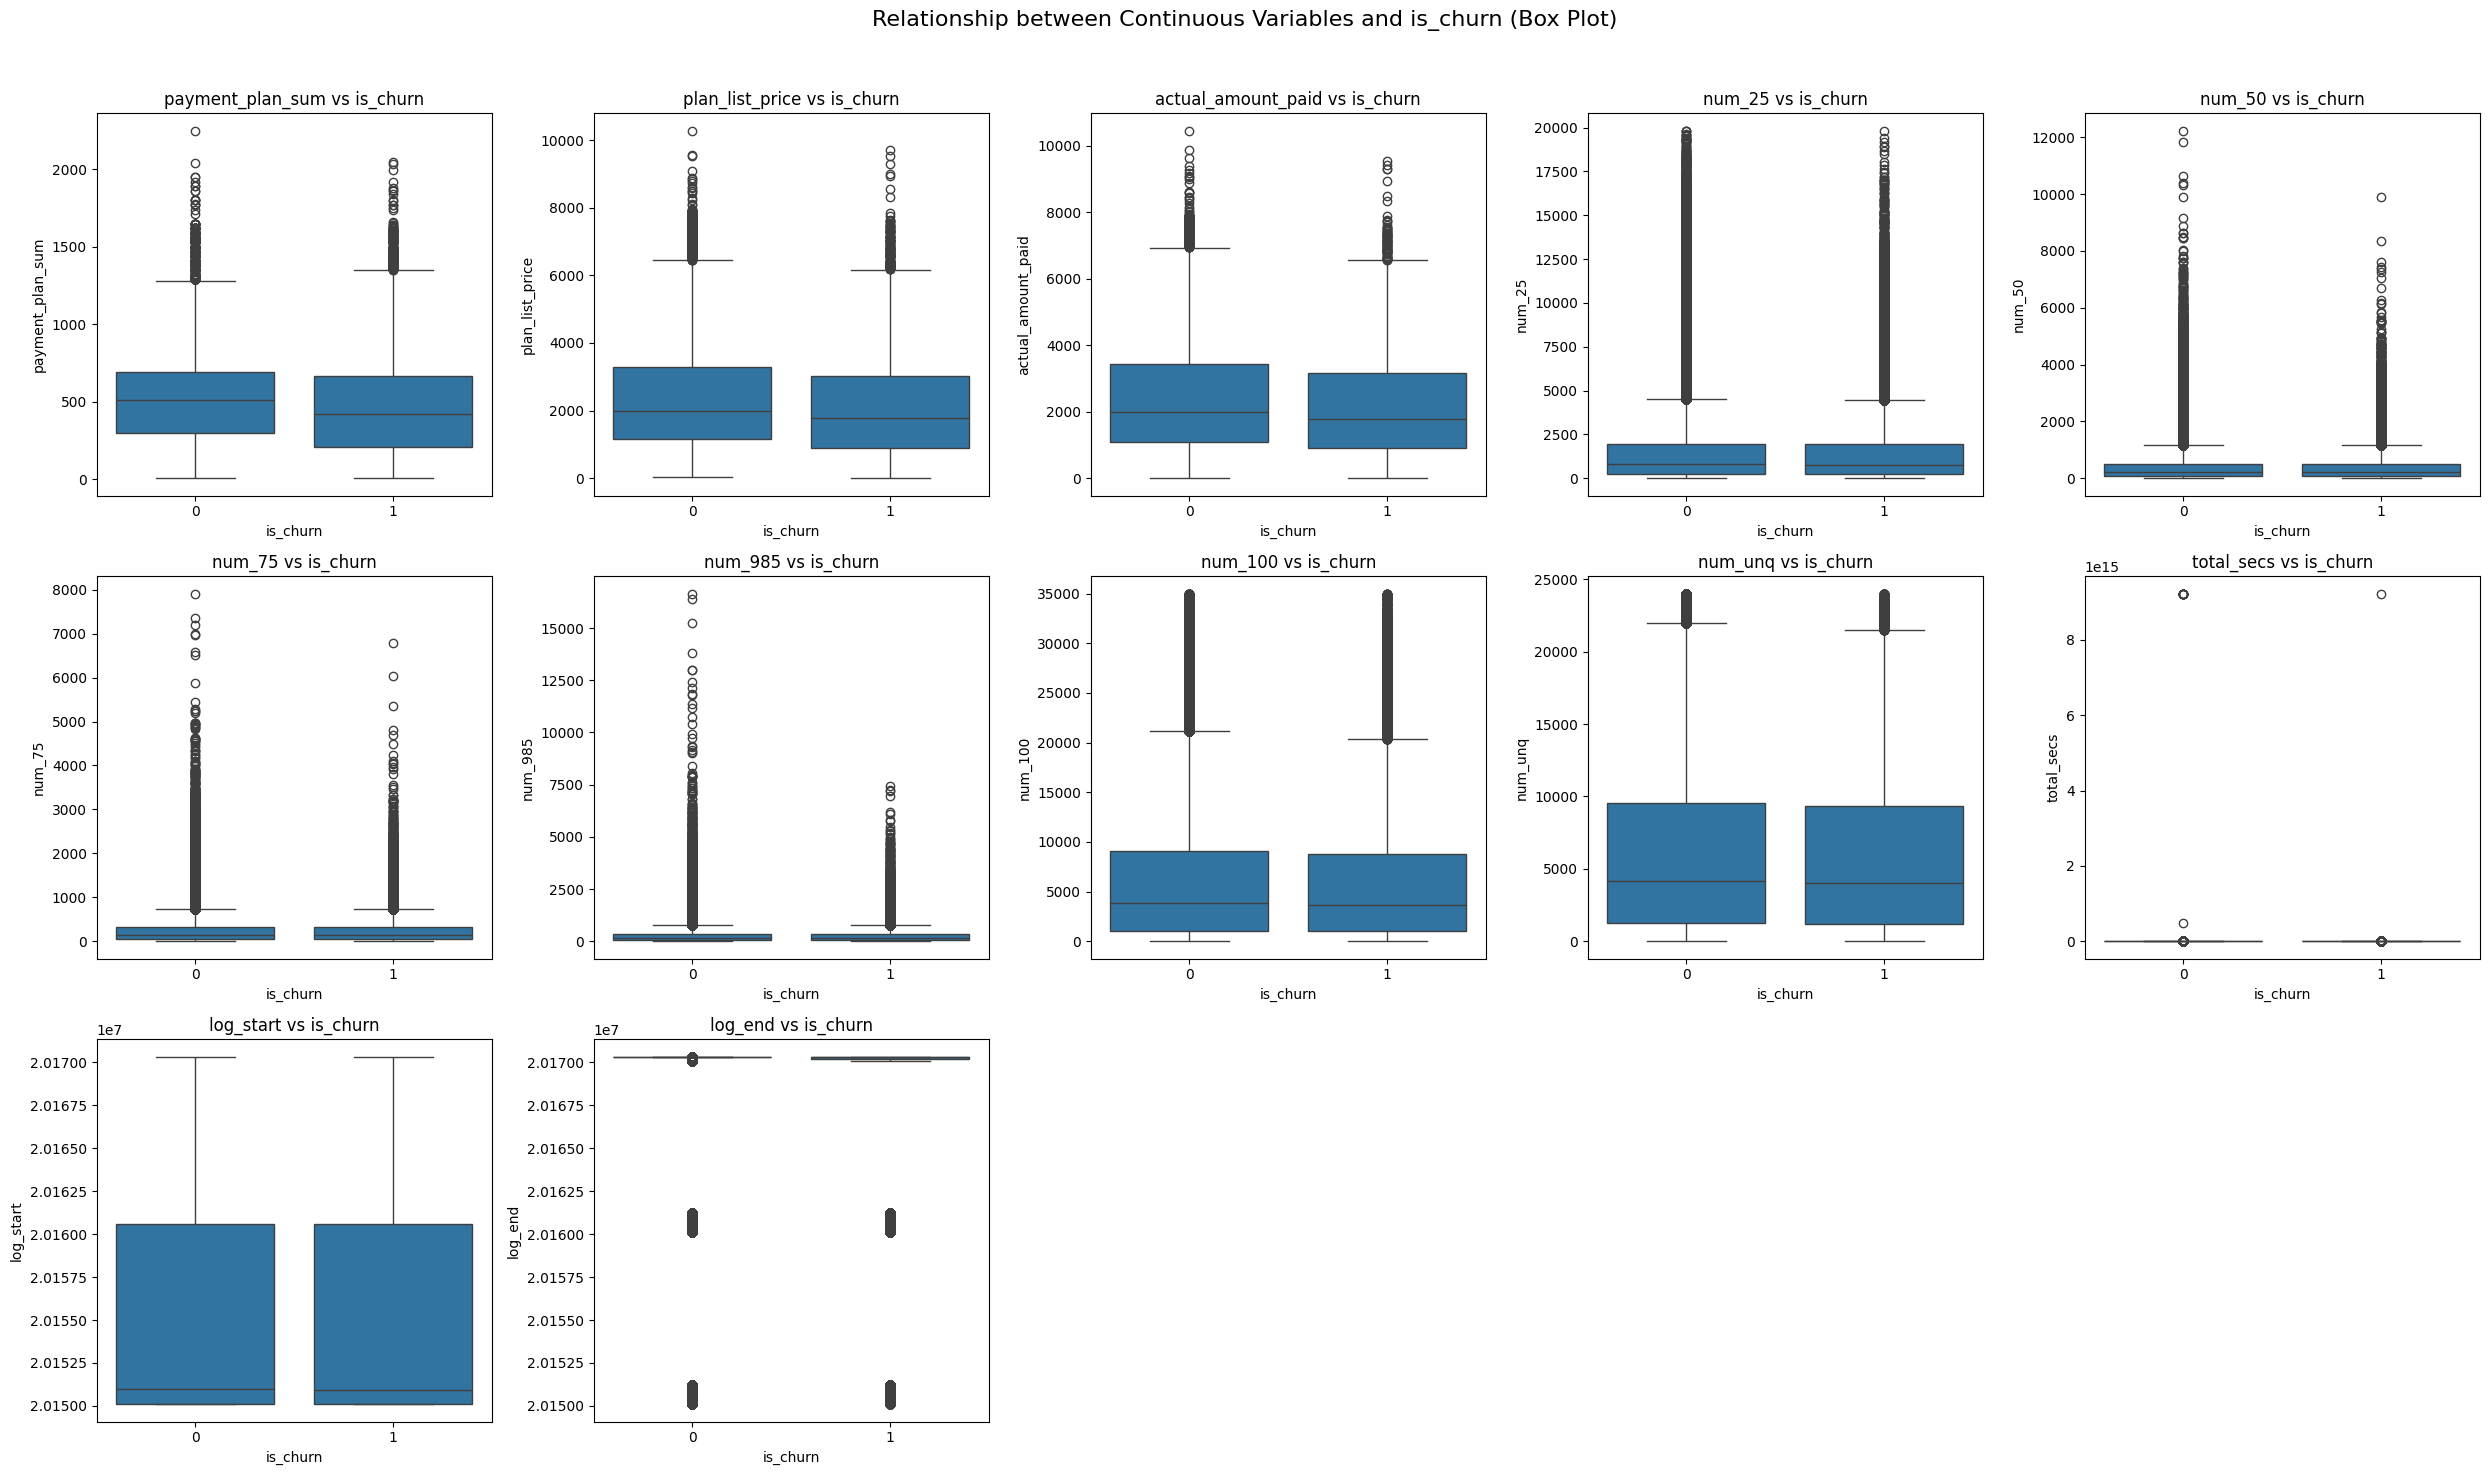 Relationship between Continuous Variables and is_churn (Box Plot)
payment_plan_sum vs is_churn
payment_plan_sum
2000
1500
1000
500
0
0 1
is_churn
plan_list_price vs is_churn
plan_list_price
10000
8000
6000
4000
2000
0
0 1
is_churn
actual_amount_paid vs is_churn
actual_amount_paid
10000
8000
6000
4000
2000
0
0 1
is_churn
num_25 vs is_churn
num_25
20000
17500
15000
12500
10000
7500
5000
2500
0
0 1
is_churn
num_50 vs is_churn
num_50
12000
10000
8000
6000
4000
2000
0
0 1
is_churn
num_75 vs is_churn
num_75
8000
7000
6000
5000
4000
3000
2000
1000
0
0 1
is_churn
num_985 vs is_churn
num_985
15000
12500
10000
7500
5000
2500
0
0 1
is_churn
num_100 vs is_churn
num_100
35000
30000
25000
20000
15000
10000
5000
0
0 1
is_churn
num_unq vs is_churn
num_unq
25000
20000
15000
10000
5000
0
0 1
is_churn
total_secs vs is_churn
1e15
total_secs
8
6
4
2
0
0 1
is_churn
log_start vs is_churn
1e7
log_start
2.01700
2.01675
2.01650
2.01625
2.01600
2.01575
2.01550
2.01525
2.01500
0 1
is_churn
log_end vs is_churn
1e7
log_end
2.01700
2.01675
2.01650
2.01625
2.01600
2.01575
2.01550
2.01525
2.01500
0 1
is_churn